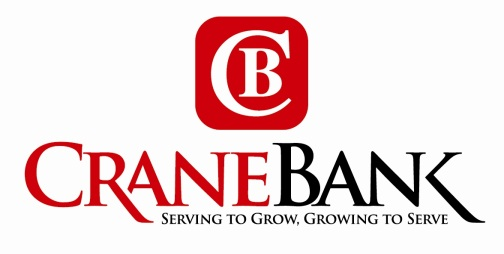 CB
CRANEBANK
SERVING TO GROW, GROWING TO SERVE